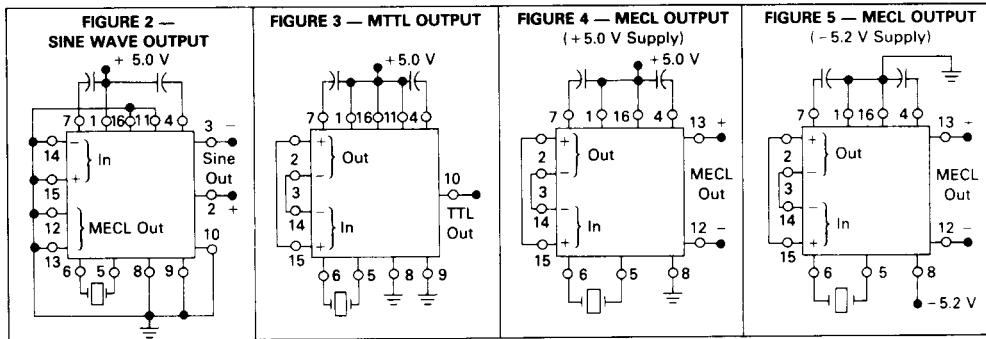 FIGURE 2 —
SINE WAVE OUTPUT
+ 5.0 V
7 1 16 11 4
3 −
14 − In
Sine
Out
15 +
2 +
12 MECL Out
10
13
6 5 8 9
FIGURE 3 — MTTL OUTPUT
+ 5.0 V
7 1 16 11 4
+
2 Out
−
3
10
−
14 In
TTL
Out
+
15
6 5 8 9
FIGURE 4 — MECL OUTPUT
(+5.0 V Supply)
+ 5.0 V
7 1 16 4
13 +
+
2 Out
−
3
MECL
Out
−
14 In
+
12 −
15
6 5 8
FIGURE 5 — MECL OUTPUT
(−5.2 V Supply)
7 1 16 4
13 +
+
2 Out
−
3
MECL
Out
−
14 In
+
12 −
15
6 5 8
−5.2 V